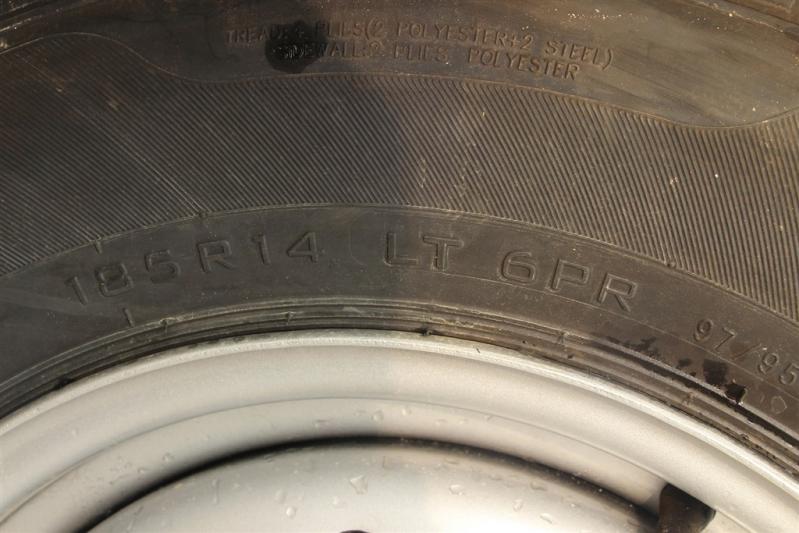 TREAD:4 PLIES(2 POLYESTER+2 STEEL)
SIDEWALL:2 PLIES POLYESTER
185R14 LT 6PR
97/95